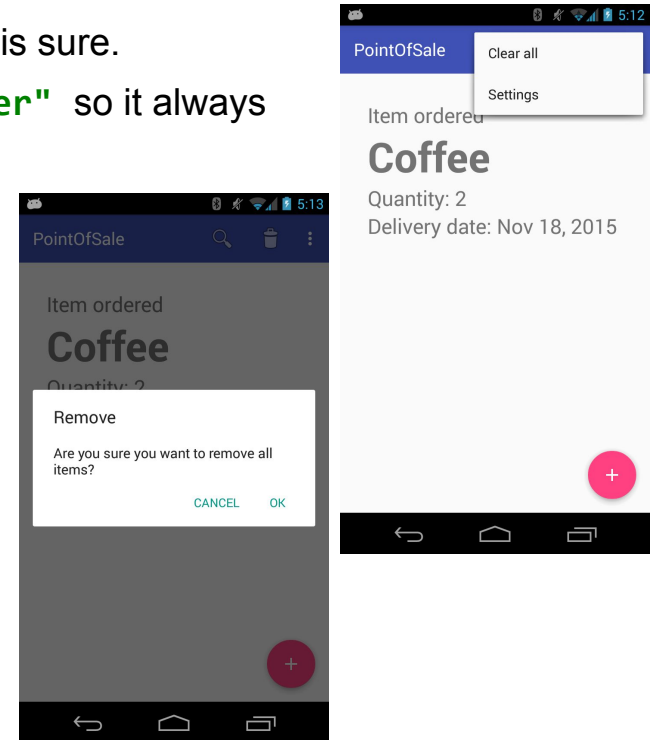 is sure.
er" so it always
5:12
PointOfSale
Clear all
Settings
Item ordered
Coffee
Quantity: 2
Delivery date: Nov 18, 2015
+
5:13
PointOfSale
Item ordered
Coffee
Quantity: 2
Remove
Are you sure you want to remove all
items?
CANCEL OK
+